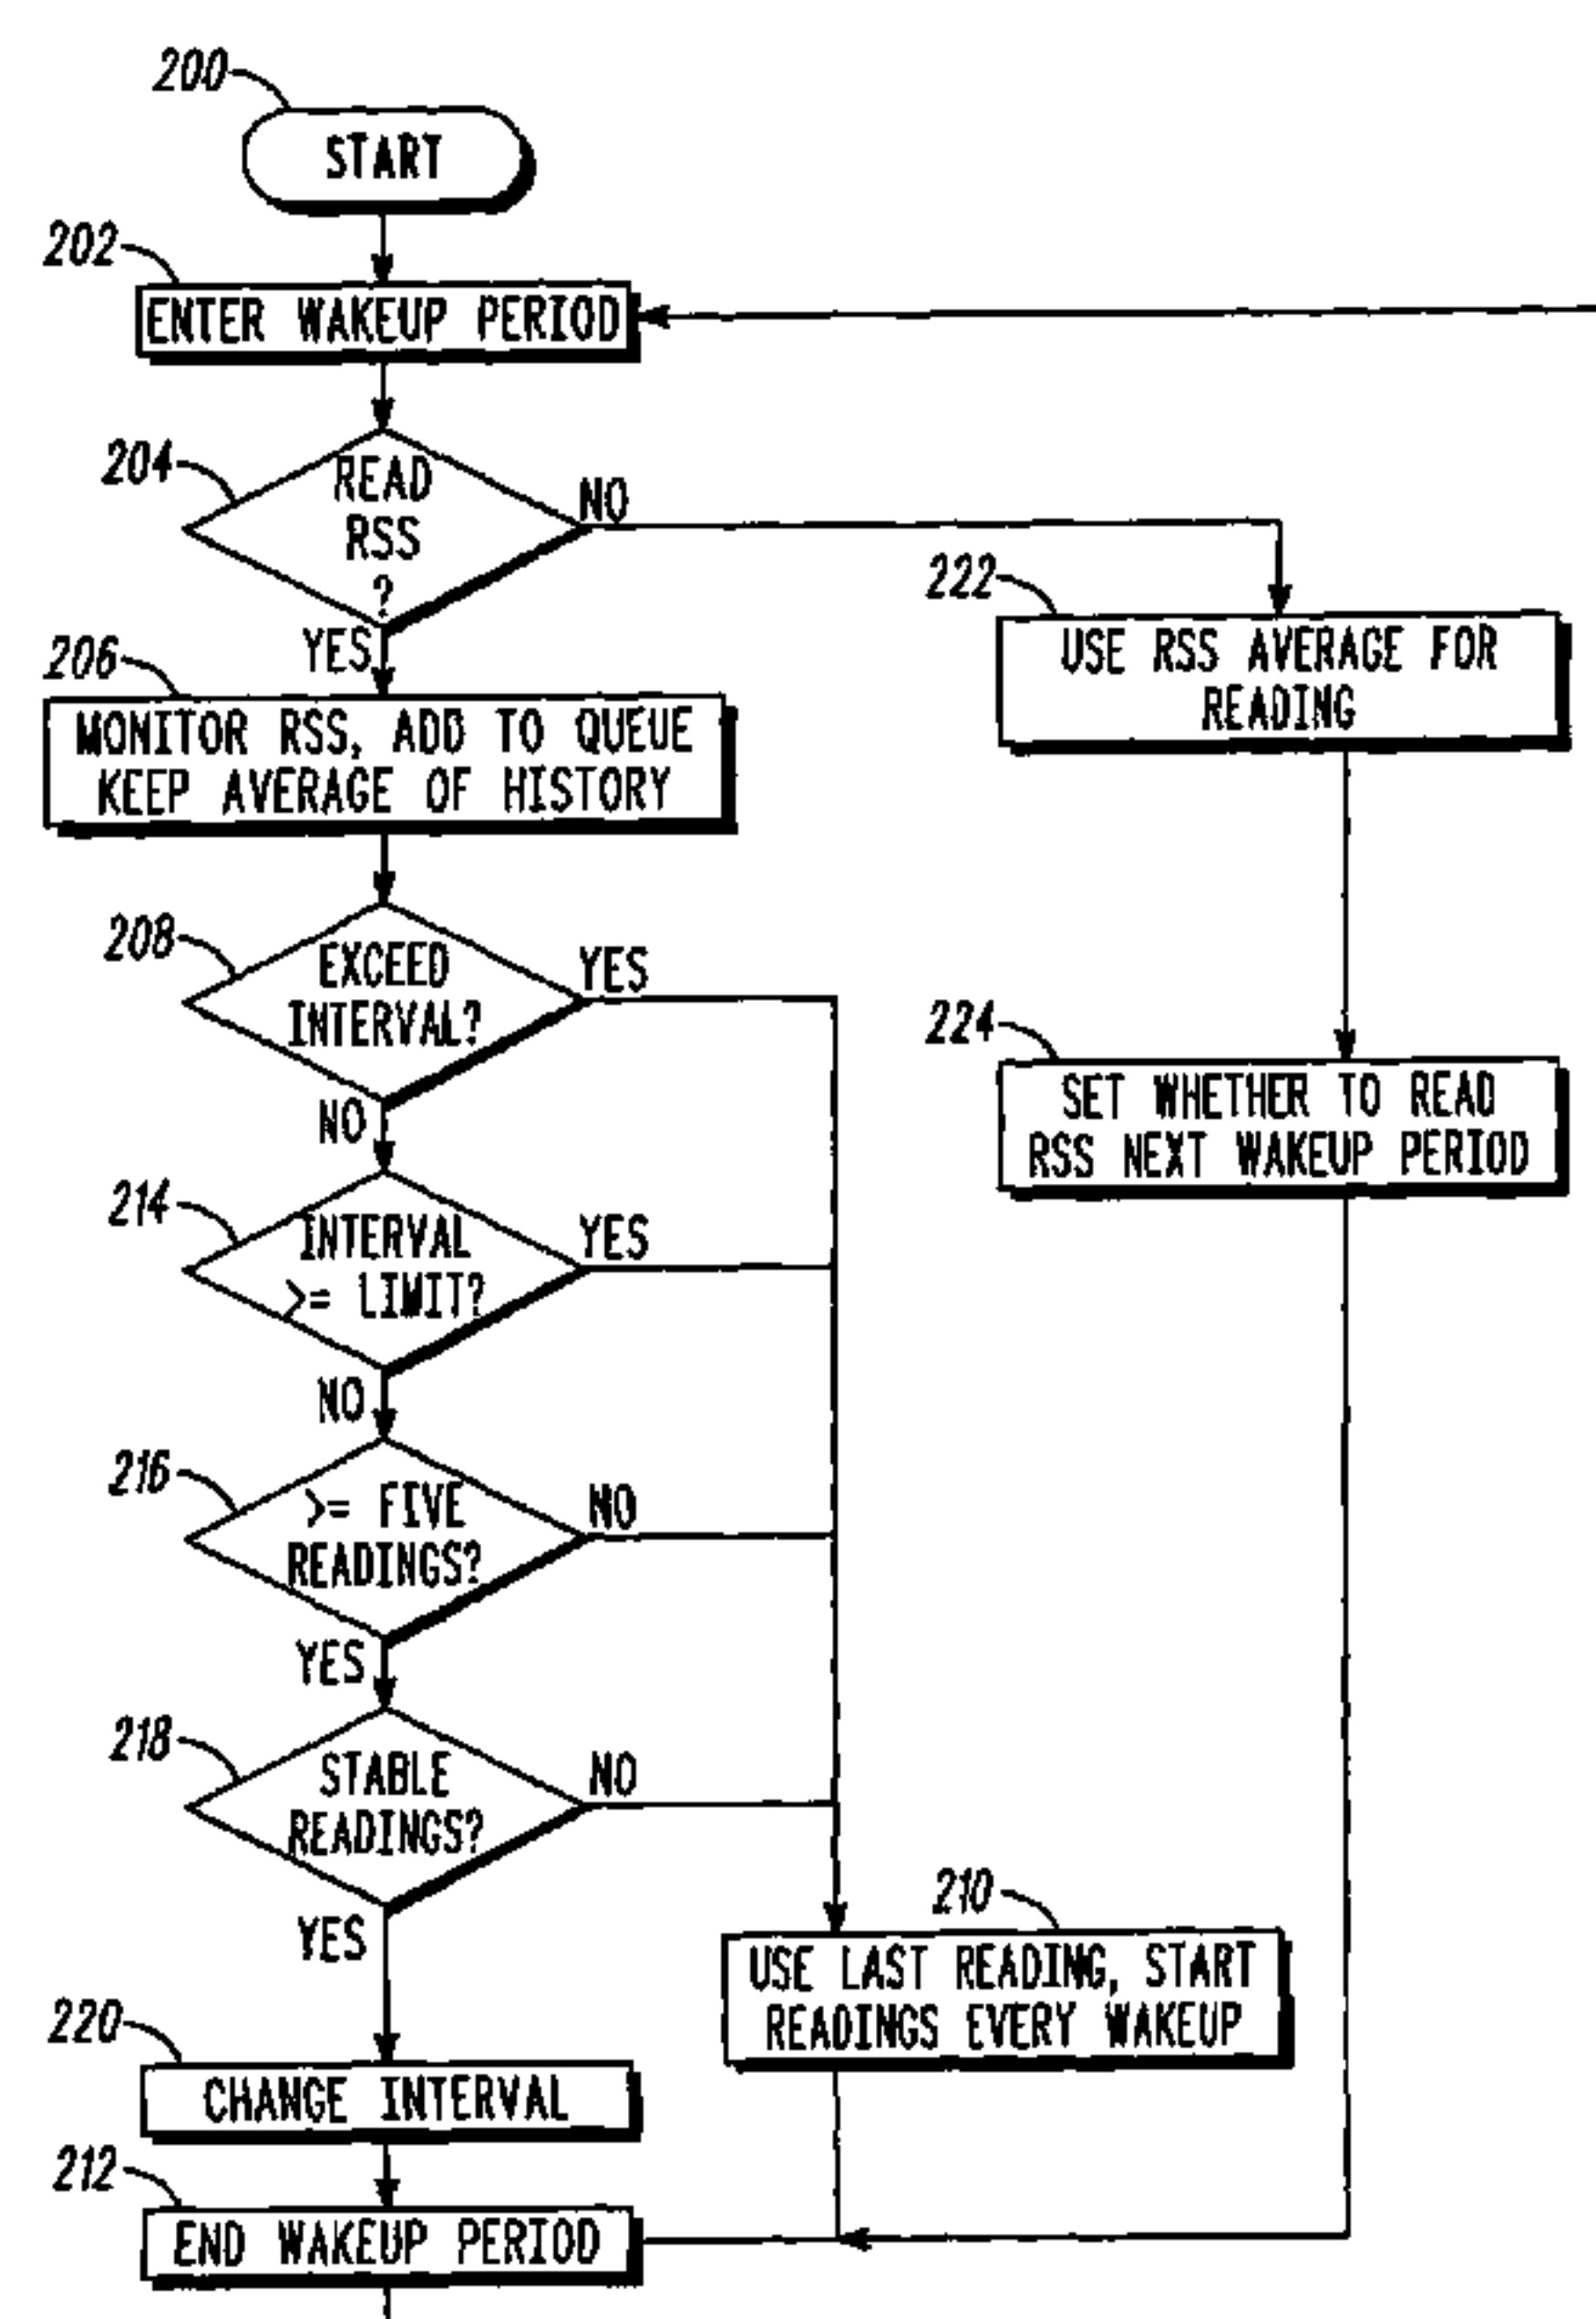 200
START
202
ENTER WAKEUP PERIOD
204
READ
RSS
?
NO
YES
222
USE RSS AVERAGE FOR
READING
206
MONITOR RSS, ADD TO QUEUE
KEEP AVERAGE OF HISTORY
208
EXCEED
INTERVAL?
YES
NO
224
SET WHETHER TO READ
RSS NEXT WAKEUP PERIOD
214
INTERVAL
>= LIMIT?
YES
NO
216
>= FIVE
READINGS?
NO
YES
218
STABLE
READINGS?
NO
YES
210
USE LAST READING, START
READINGS EVERY WAKEUP
220
CHANGE INTERVAL
212
END WAKEUP PERIOD